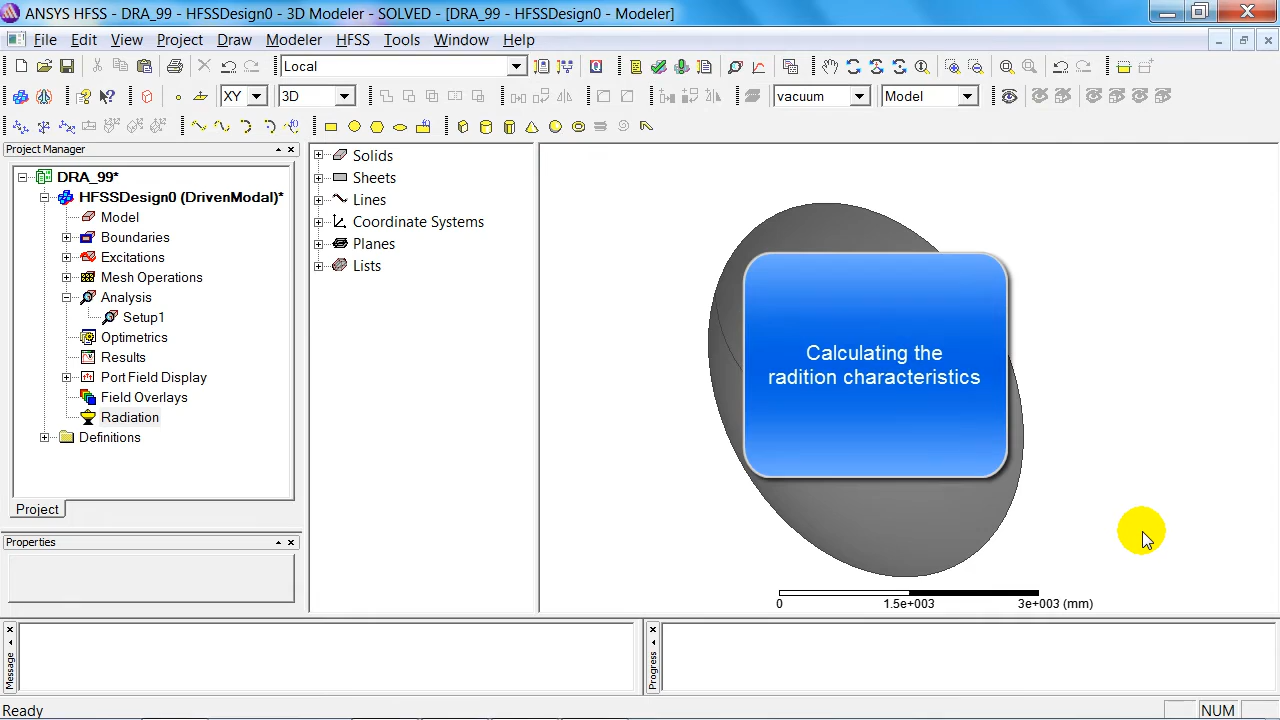 ANSYS HFSS - DRA_99 - HFSSDesign0 - 3D Modeler - SOLVED - [DRA_99 - HFSSDesign0 - Modeler]
File Edit View Project Draw Modeler HFSS Tools Window Help
Local
XY 3D vacuum Model
Project Manager
DRA_99*
HFSSDesign0 (DrivenModal)*
Model
Boundaries
Excitations
Mesh Operations
Analysis
Setup1
Optimetrics
Results
Port Field Display
Field Overlays
Radiation
Definitions
Project
Properties
Solids
Sheets
Lines
Coordinate Systems
Planes
Lists
Calculating the
radition characteristics
0 1.5e+003 3e+003 (mm)
Message
Progress
Ready NUM